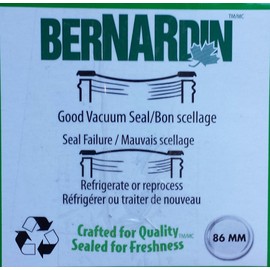 BERNARDIN
TM/MC
Good Vacuum Seal/Bon scellage
Seal Failure / Mauvais scellage
Refrigerate or reprocess
Réfrigérer ou traiter de nouveau
Crafted for Quality TM/MC
Sealed for Freshness
86 MM